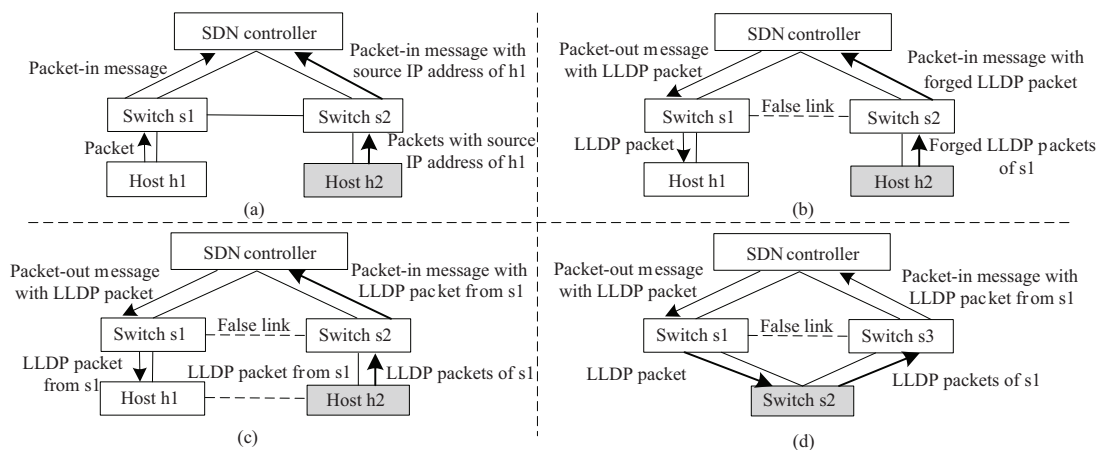 SDN controller
Packet-in message
Packet-in message with
source IP address of h1
Switch s1
Switch s2
Packet
Packets with source
IP address of h1
Host h1
Host h2
(a)
SDN controller
Packet-out message
with LLDP packet
Packet-in message with
forged LLDP packet
Switch s1
False link
Switch s2
LLDP packet
Forged LLDP packets
of s1
Host h1
Host h2
(b)
SDN controller
Packet-out message
with LLDP packet
Packet-in message with
LLDP packet from s1
Switch s1
False link
Switch s2
LLDP packet
from s1
LLDP packet from s1
LLDP packets of s1
Host h1
Host h2
(c)
SDN controller
Packet-out message
with LLDP packet
Packet-in message with
LLDP packet from s1
Switch s1
False link
Switch s3
LLDP packet
LLDP packets of s1
Switch s2
(d)